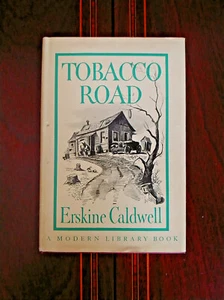 TOBACCO
ROAD
Erskine Caldwell
A MODERN LIBRARY BOOK